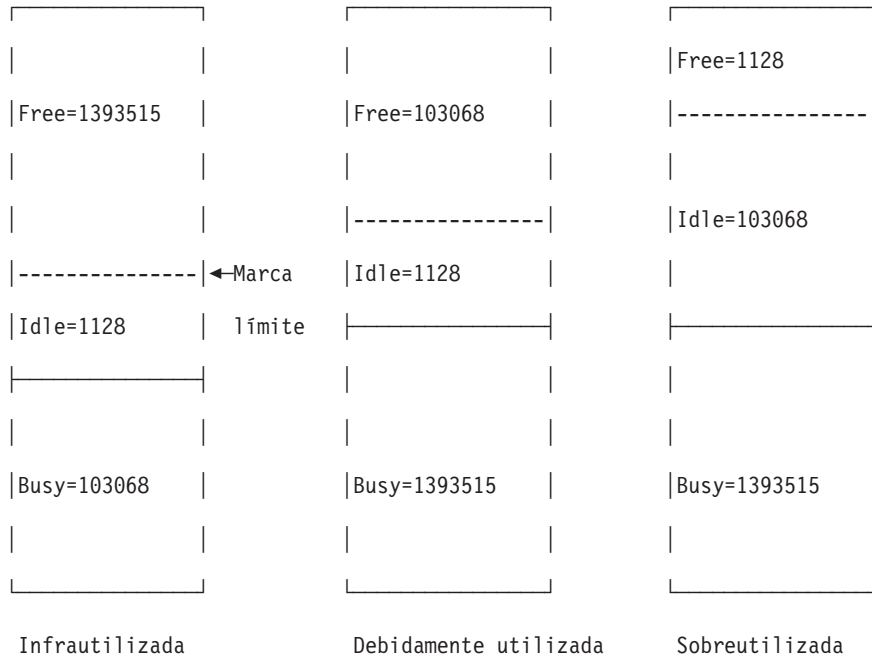 Free=1128
Free=1393515 Free=103068
Idle=103068
Marca Idle=1128
Idle=1128 límite
Busy=103068 Busy=1393515 Busy=1393515
Infrautilizada Debidamente utilizada Sobreutilizada